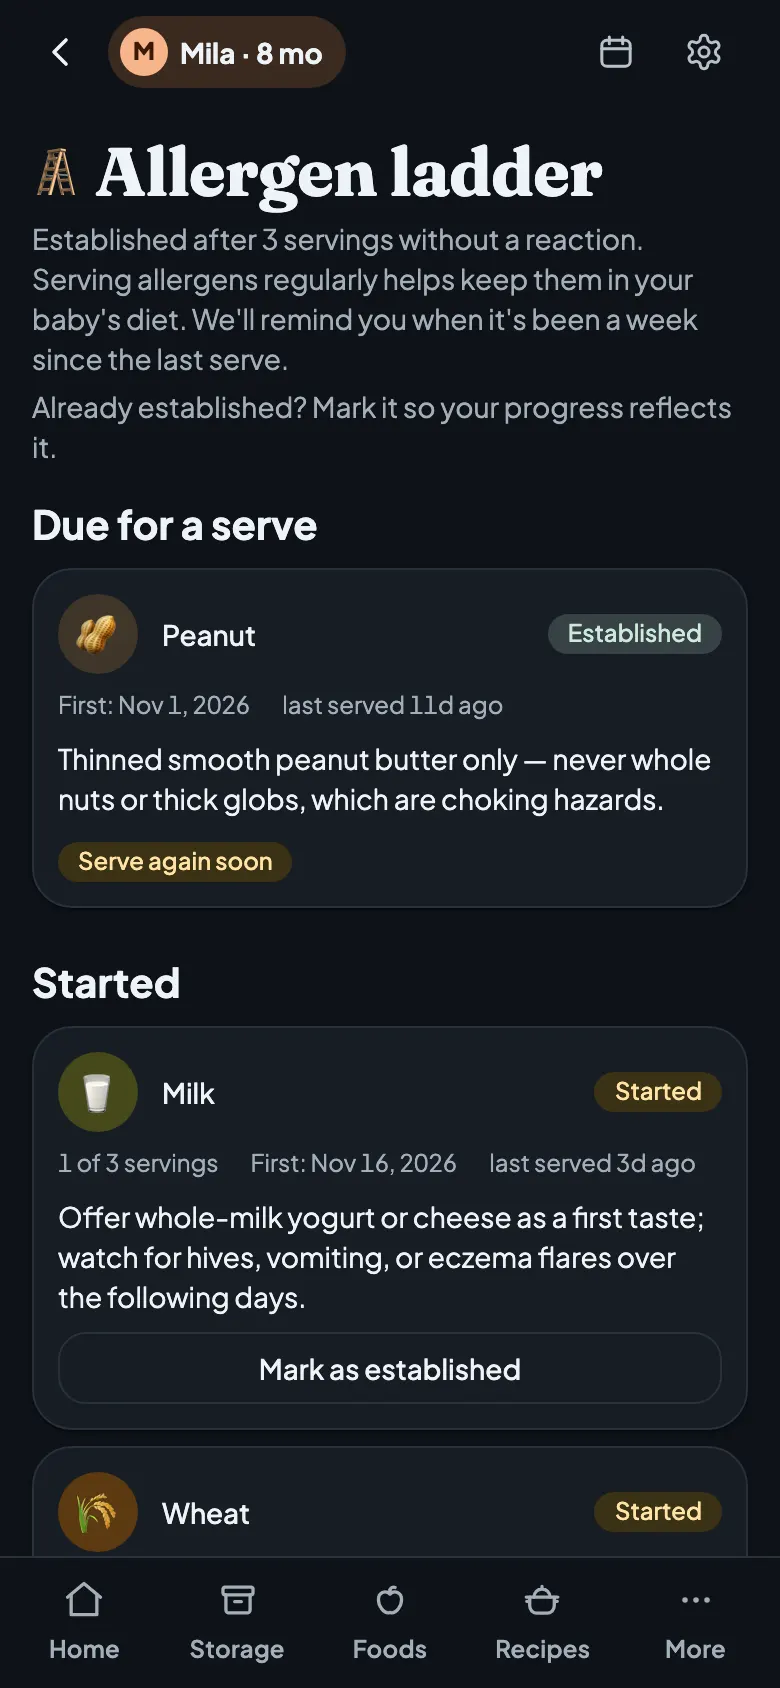 M Mila · 8 mo
Allergen ladder
Established after 3 servings without a reaction.
Serving allergens regularly helps keep them in your
baby's diet. We'll remind you when it's been a week
since the last serve.
Already established? Mark it so your progress reflects
it.
Due for a serve
Peanut Established
First: Nov 1, 2026 last served 11d ago
Thinned smooth peanut butter only — never whole
nuts or thick globs, which are choking hazards.
Serve again soon
Started
Milk Started
1 of 3 servings First: Nov 16, 2026 last served 3d ago
Offer whole-milk yogurt or cheese as a first taste;
watch for hives, vomiting, or eczema flares over
the following days.
Mark as established
Wheat Started
Home Storage Foods Recipes More